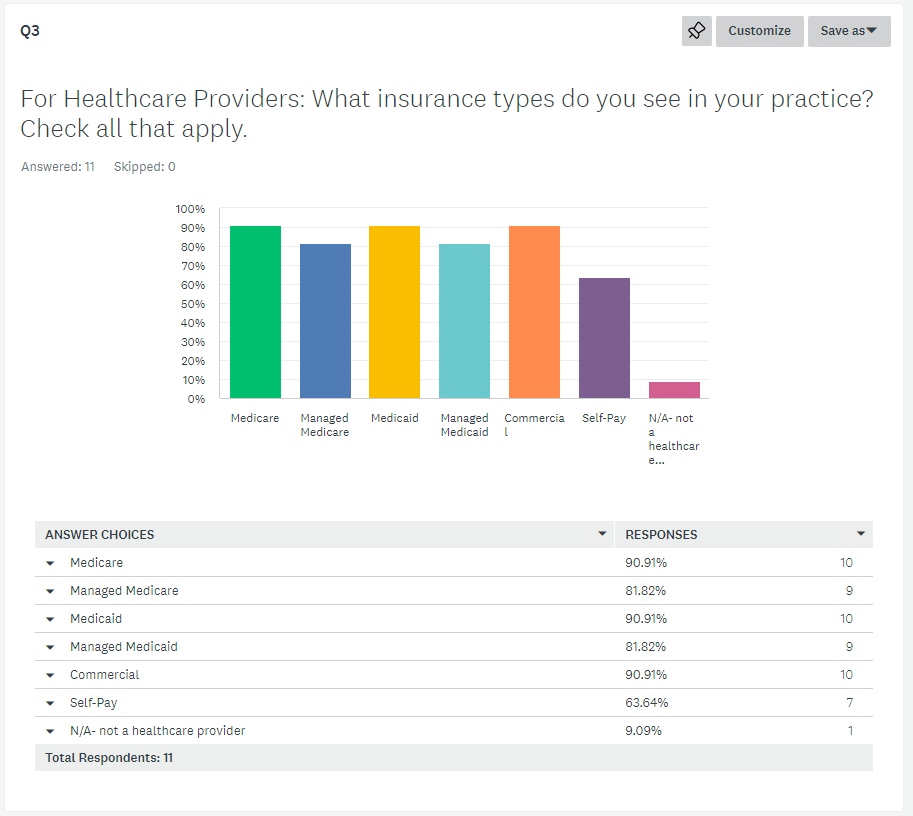 Q3
Customize
Save as
For Healthcare Providers: What insurance types do you see in your practice?
Check all that apply.
Answered: 11 Skipped: 0
100%
90%
80%
70%
60%
50%
40%
30%
20%
10%
0%
Medicare
Managed
Medicare
Medicaid
Managed
Medicaid
Commercia
l
Self-Pay
N/A- not
a
healthcar
e...
ANSWER CHOICES RESPONSES
Medicare 90.91% 10
Managed Medicare 81.82% 9
Medicaid 90.91% 10
Managed Medicaid 81.82% 9
Commercial 90.91% 10
Self-Pay 63.64% 7
N/A- not a healthcare provider 9.09% 1
Total Respondents: 11